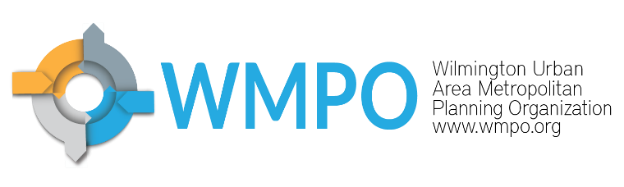 WMPO
Wilmington Urban
Area Metropolitan
Planning Organization
www.wmpo.org